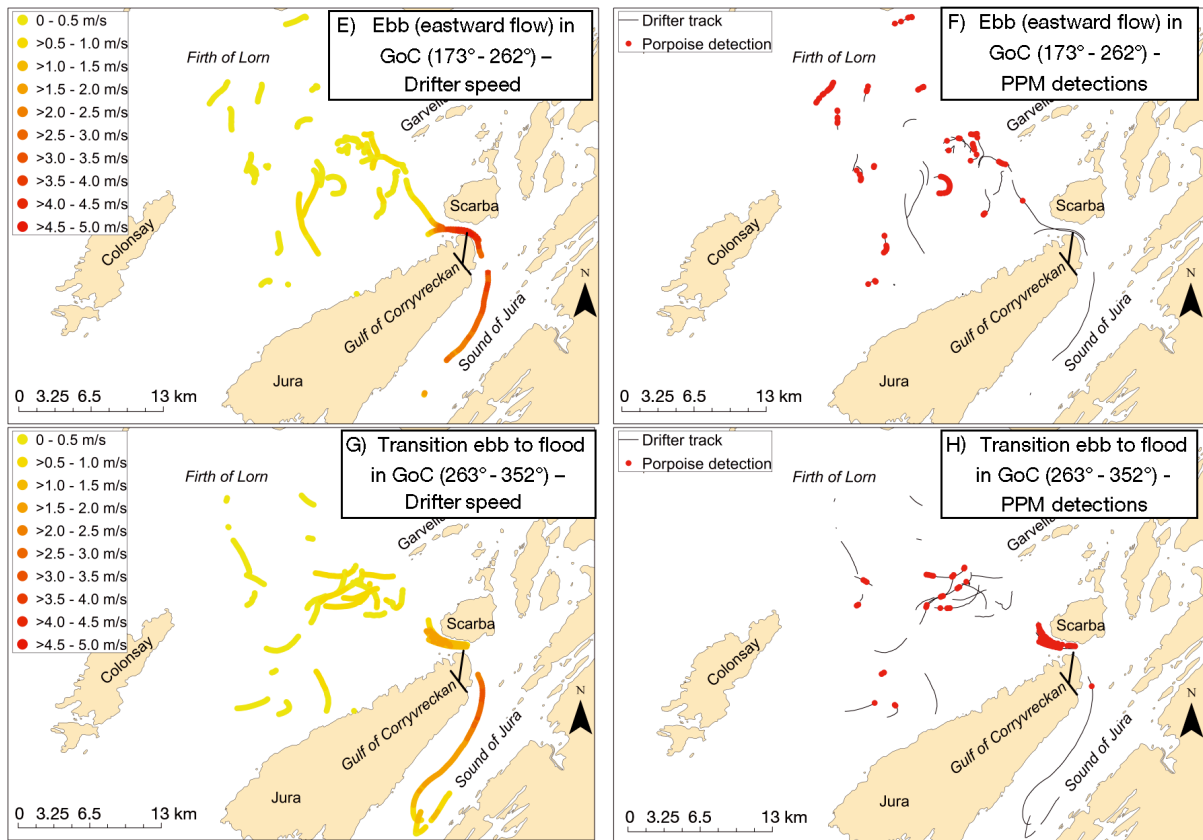 0 - 0.5 m/s
>0.5 - 1.0 m/s
>1.0 - 1.5 m/s
>1.5 - 2.0 m/s
>2.0 - 2.5 m/s
>2.5 - 3.0 m/s
>3.0 - 3.5 m/s
>3.5 - 4.0 m/s
>4.0 - 4.5 m/s
>4.5 - 5.0 m/s
E) Ebb (eastward flow) in
GoC (173° - 262°) –
Drifter speed
Firth of Lorn
Garvell
Scarba
Colonsay
Gulf of Corryvreckan
Sound of Jura
Jura
N
0 3.25 6.5 13 km
Drifter track
Porpoise detection
F) Ebb (eastward flow) in
GoC (173° - 262°) –
PPM detections
Firth of Lorn
Garvella
Scarba
Colonsay
Gulf of Corryvreckan
Sound of Jura
Jura
N
0 3.25 6.5 13 km
0 - 0.5 m/s
>0.5 - 1.0 m/s
>1.0 - 1.5 m/s
>1.5 - 2.0 m/s
>2.0 - 2.5 m/s
>2.5 - 3.0 m/s
>3.0 - 3.5 m/s
>3.5 - 4.0 m/s
>4.0 - 4.5 m/s
>4.5 - 5.0 m/s
G) Transition ebb to flood
in GoC (263° - 352°) –
Drifter speed
Firth of Lorn
Garvella
Scarba
Colonsay
Gulf of Corryvreckan
Sound of Jura
Jura
N
0 3.25 6.5 13 km
Drifter track
Porpoise detection
H) Transition ebb to flood
in GoC (263° - 352°) -
PPM detections
Firth of Lorn
Garvella
Scarba
Colonsay
Gulf of Corryvreckan
Sound of Jura
Jura
N
0 3.25 6.5 13 km